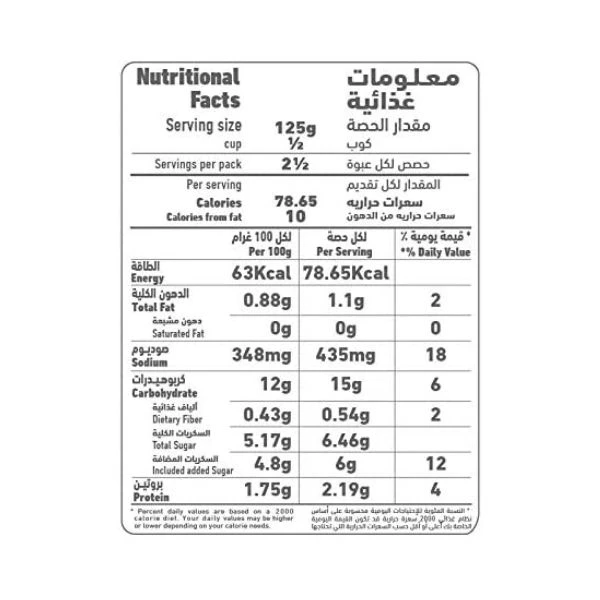 Nutritional Facts
معلومات غذائية
Serving size 125g مقدار الحصة
cup ½ كوب
Servings per pack 2½ حصص لكل عبوة
Per serving المقدار لكل تقديم
Calories 78.65 سعرات حراريه
Calories from fat 10 سعرات حراريه من الدهون
لكل 100 غرام لكل حصة * قيمة يومية ٪
Per 100g Per Serving *% Daily Value
الطاقة
Energy 63Kcal 78.65Kcal
الدهون الكلية
Total Fat 0.88g 1.1g 2
دهون مشبعة
Saturated Fat 0g 0g 0
صوديوم
Sodium 348mg 435mg 18
كربوهيدرات
Carbohydrate 12g 15g 6
ألياف غذائية
Dietary Fiber 0.43g 0.54g 2
السكريات الكلية
Total Sugar 5.17g 6.46g
السكريات المضافة
Included added Sugar 4.8g 6g 12
بروتين
Protein 1.75g 2.19g 4
* Percent daily values are based on a 2000
calorie diet. Your daily values may be higher
or lower depending on your calorie needs.
* النسبة المئوية للإحتياجات اليومية محسوبة على أساس
نظام غذائي 2000 سعرة حرارية قد تكون القيمة اليومية
الخاصة بك أعلى أو أقل حسب السعرات الحرارية التي تحتاجها